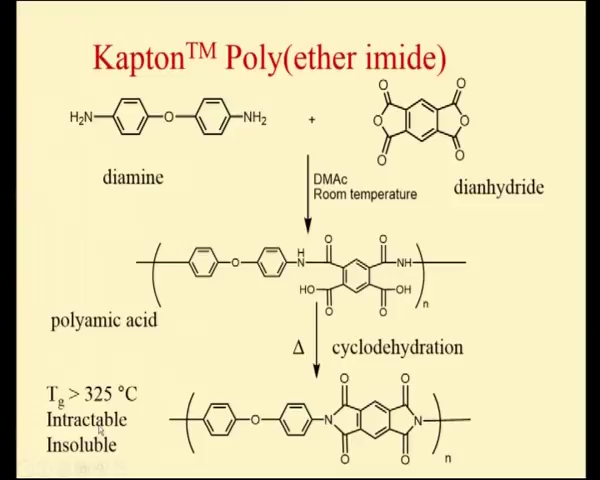 Kapton™ Poly(ether imide)
H₂N O NH₂ + O O O O O O
diamine
dianhydride
DMAc
Room temperature
O H N O O NH n
HO O O OH
polyamic acid
Δ cyclodehydration
Tg > 325 °C
Intractable
Insoluble
O N O O O O N n